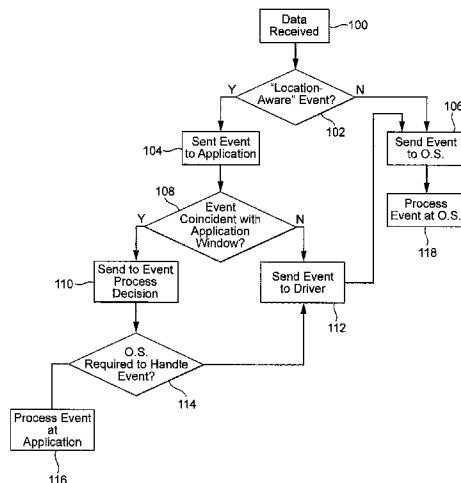 Data
Received
100
"Location-
Aware" Event?
Y
N
102
106
104
Sent Event
to Application
Send Event
to O.S.
108
Event
Coincident with
Application
Window?
Y
N
Process
Event at O.S.
118
110
Send to Event
Process
Decision
Send Event
to Driver
112
O.S.
Required to Handle
Event?
114
Process Event
at
Application
116